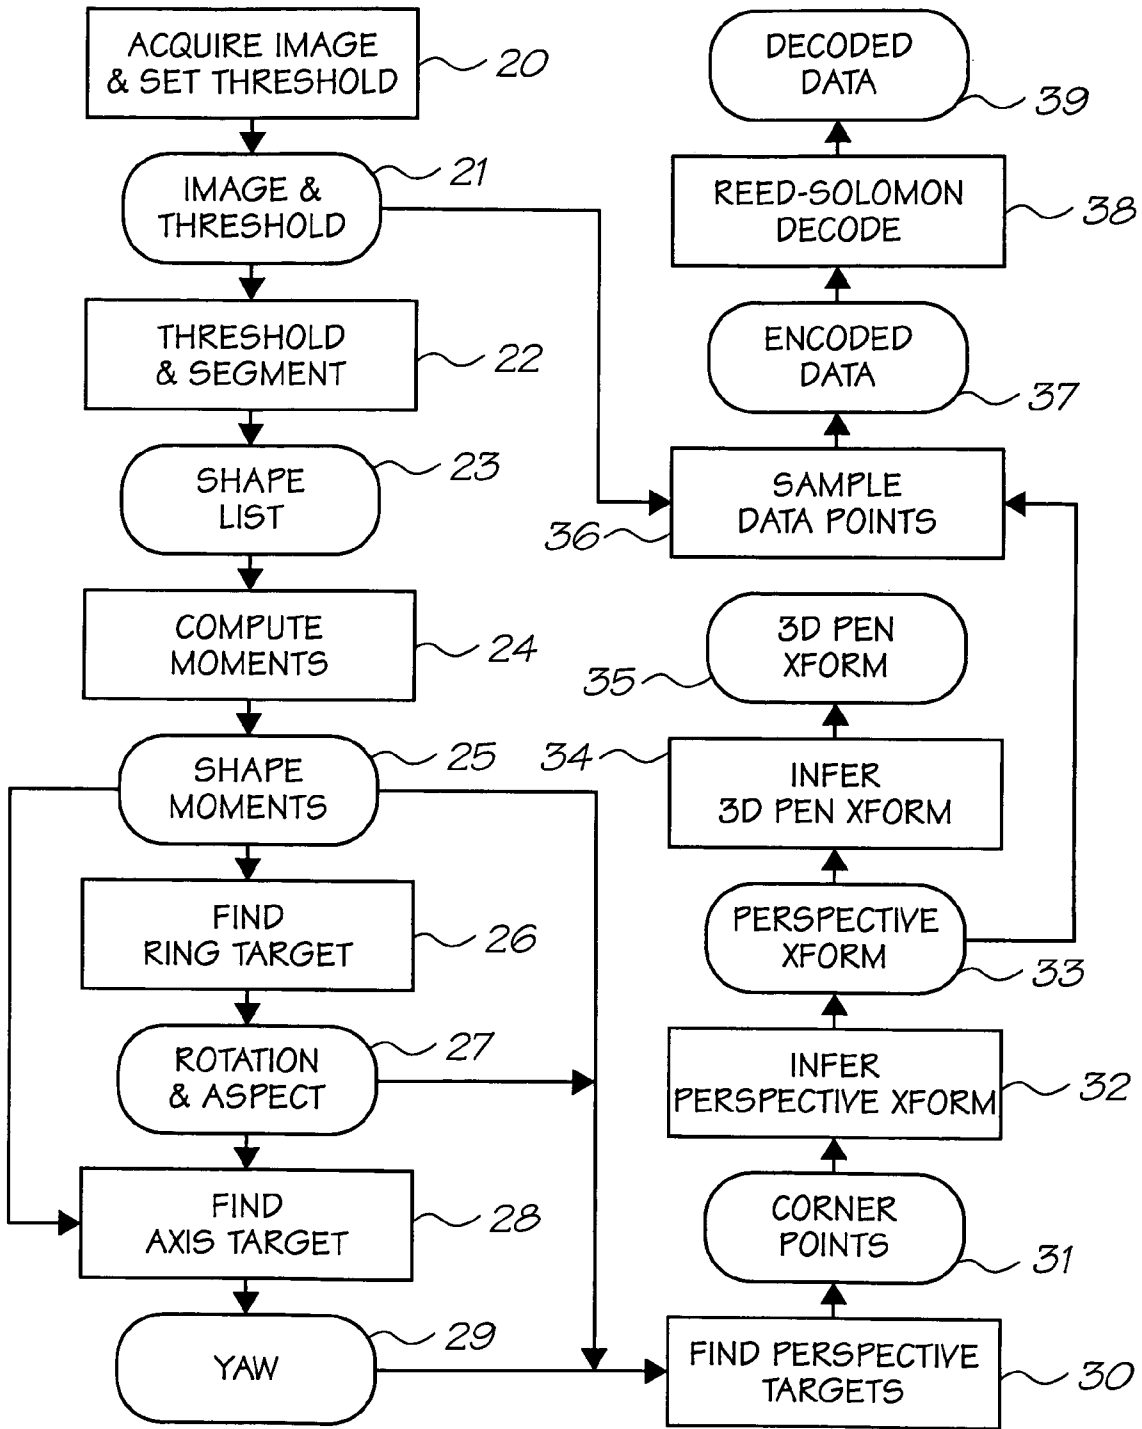 ACQUIRE IMAGE
& SET THRESHOLD
20
IMAGE &
THRESHOLD
21
THRESHOLD
& SEGMENT
22
SHAPE
LIST
23
COMPUTE
MOMENTS
24
SHAPE
MOMENTS
25
FIND
RING TARGET
26
ROTATION
& ASPECT
27
FIND
AXIS TARGET
28
YAW
29
DECODED
DATA
39
REED-SOLOMON
DECODE
38
ENCODED
DATA
37
SAMPLE
DATA POINTS
36
3D PEN
XFORM
35
34
INFER
3D PEN XFORM
PERSPECTIVE
XFORM
33
INFER
PERSPECTIVE XFORM
32
CORNER
POINTS
31
FIND PERSPECTIVE
TARGETS
30